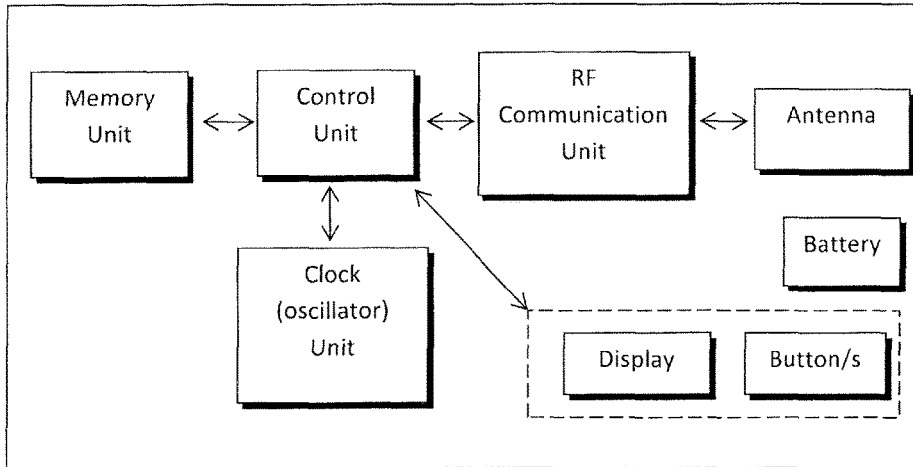 Memory
Unit
Control
Unit
RF
Communication
Unit
Antenna
Battery
Clock
(oscillator)
Unit
Display
Button/s